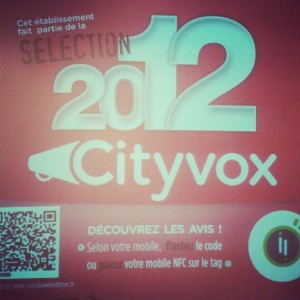 Cet établissement
fait partie de la
SELECTION
2012
Cityvox
DÉCOUVREZ LES AVIS !
Selon votre mobile, flashez le code
ou placez votre mobile NFC sur le tag